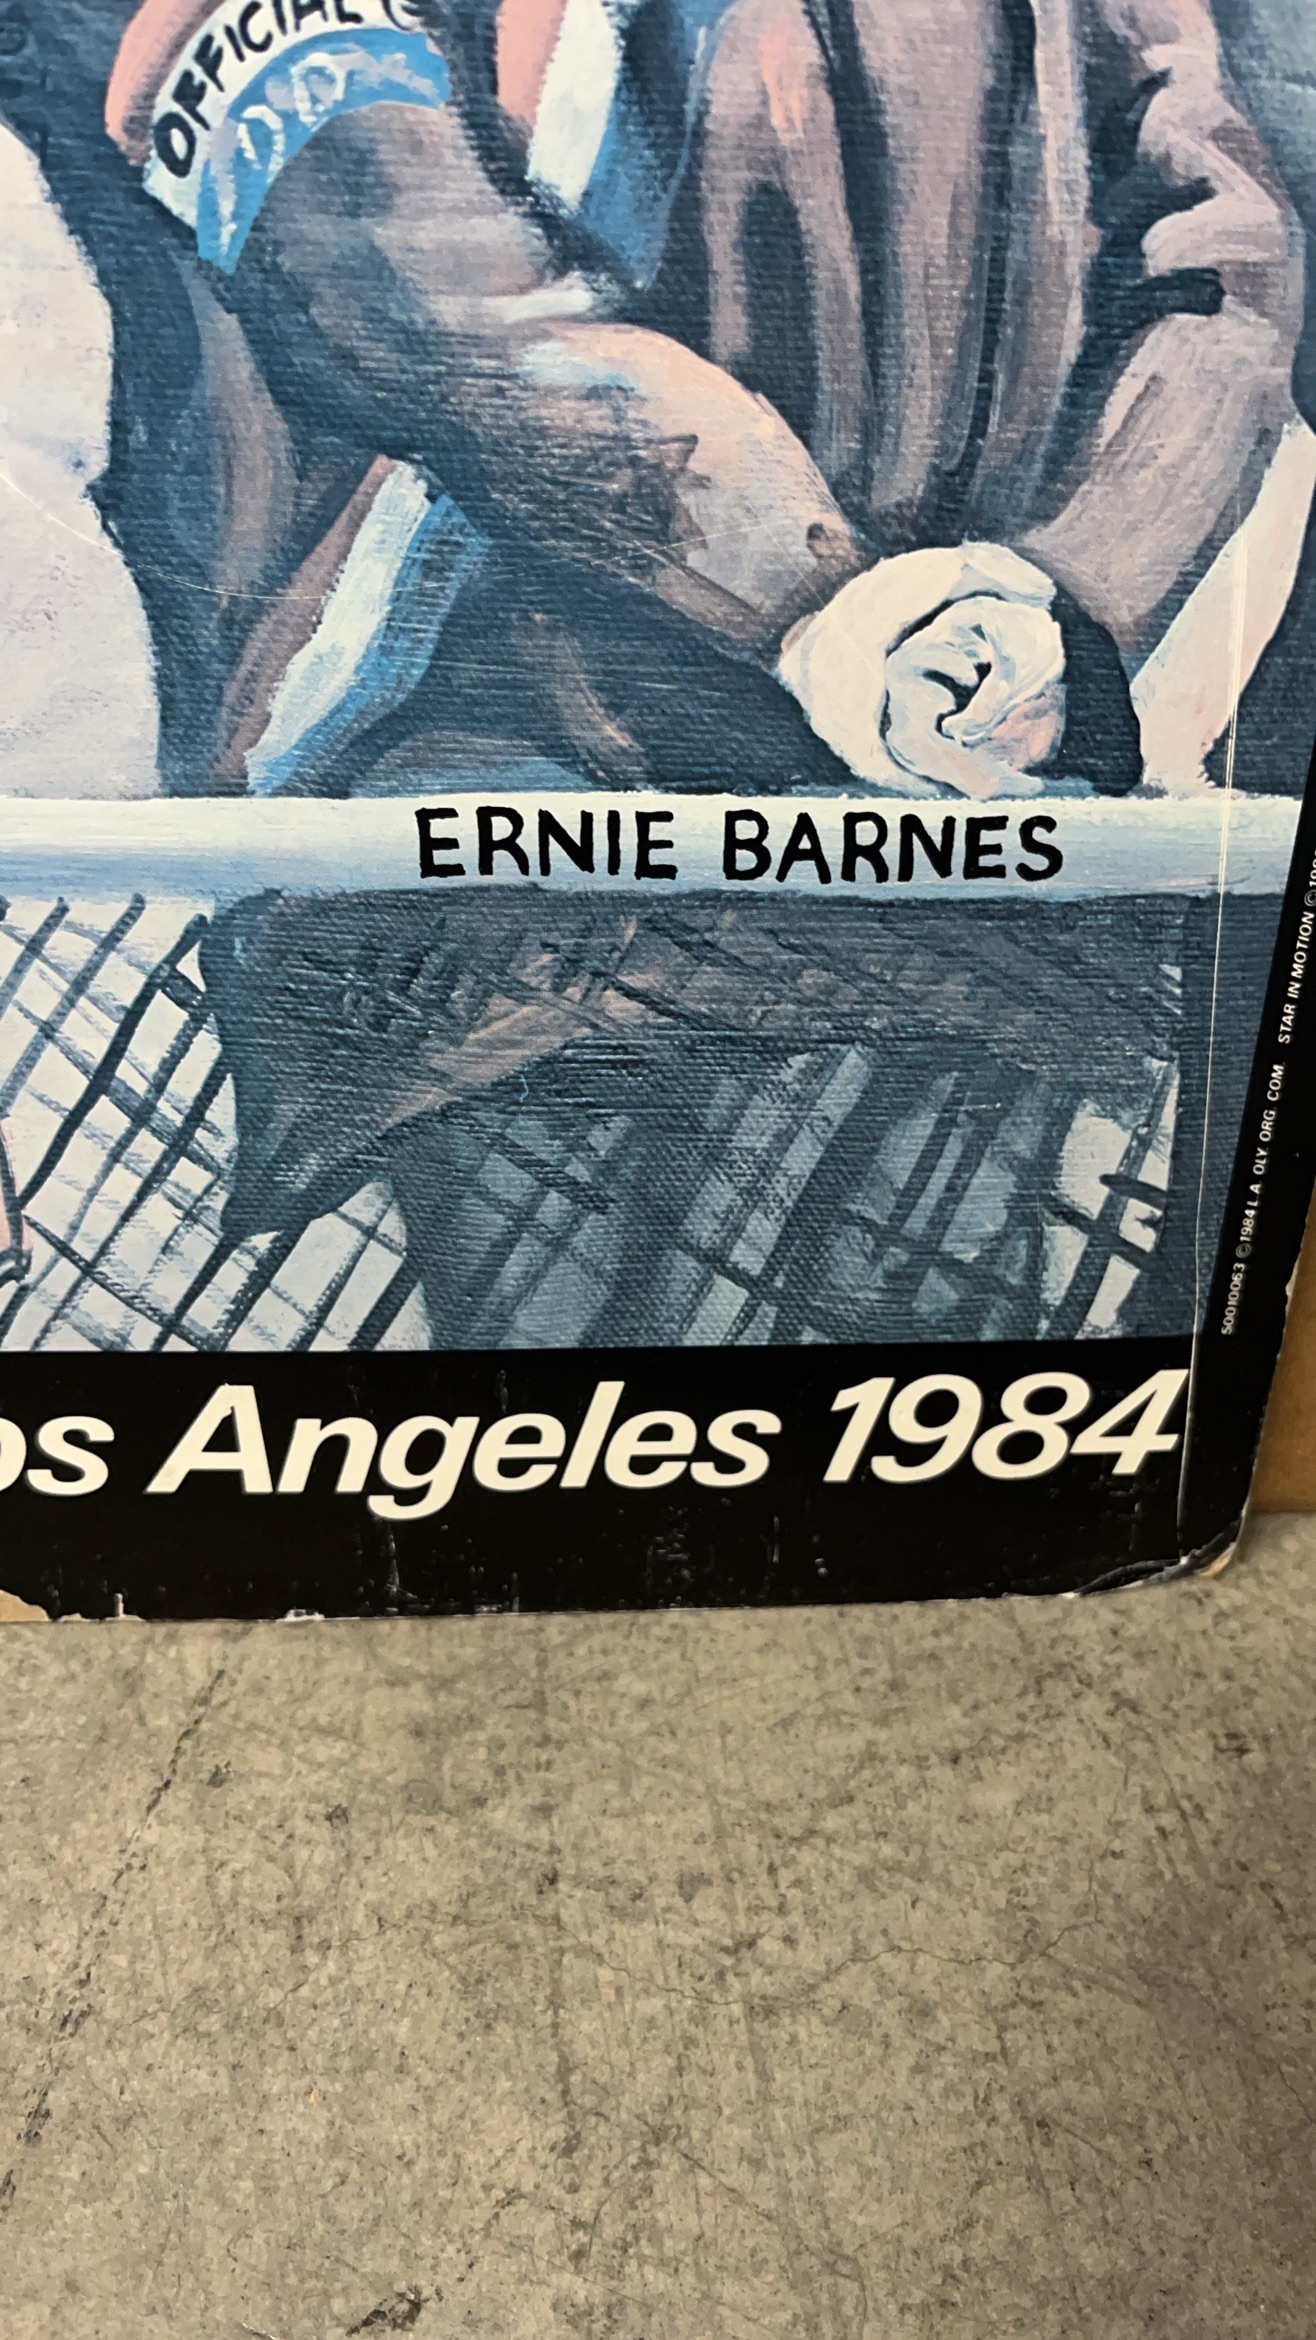 OFFICIAL
ERNIE BARNES
50010063 ©1984 L.A. OLY. ORG. COM. STAR IN MOTION ©
os Angeles 1984